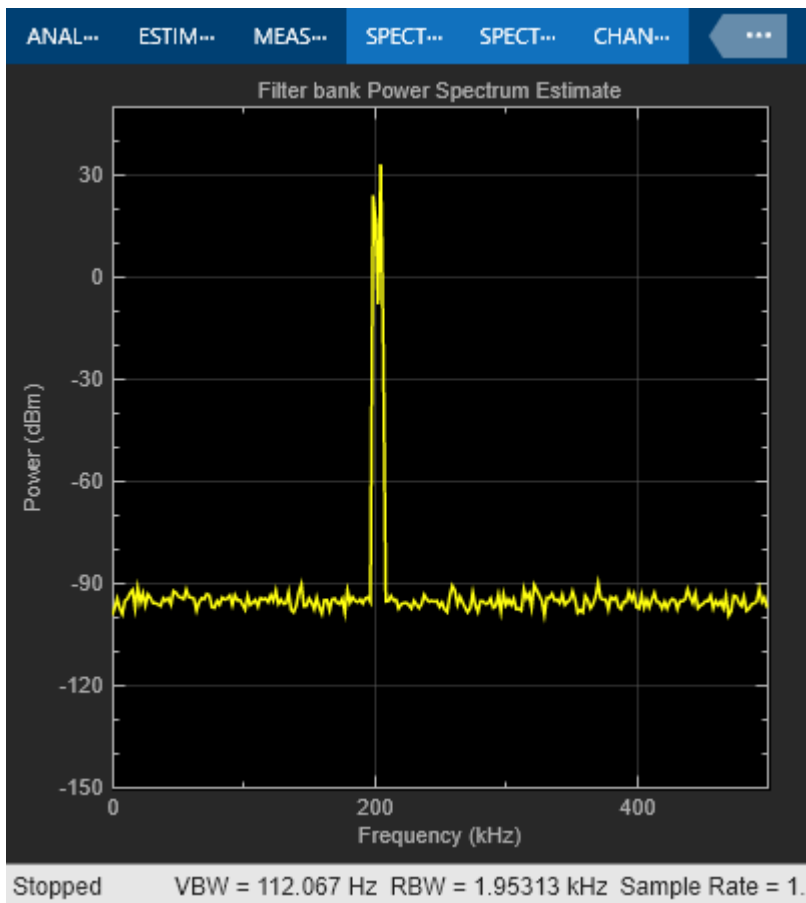 ANAL... ESTIM... MEAS... SPECT... SPECT... CHAN... ...
Filter bank Power Spectrum Estimate
30
0
-30
-60
-90
-120
-150
Power (dBm)
0 200 400
Frequency (kHz)
Stopped VBW = 112.067 Hz RBW = 1.95313 kHz Sample Rate = 1.